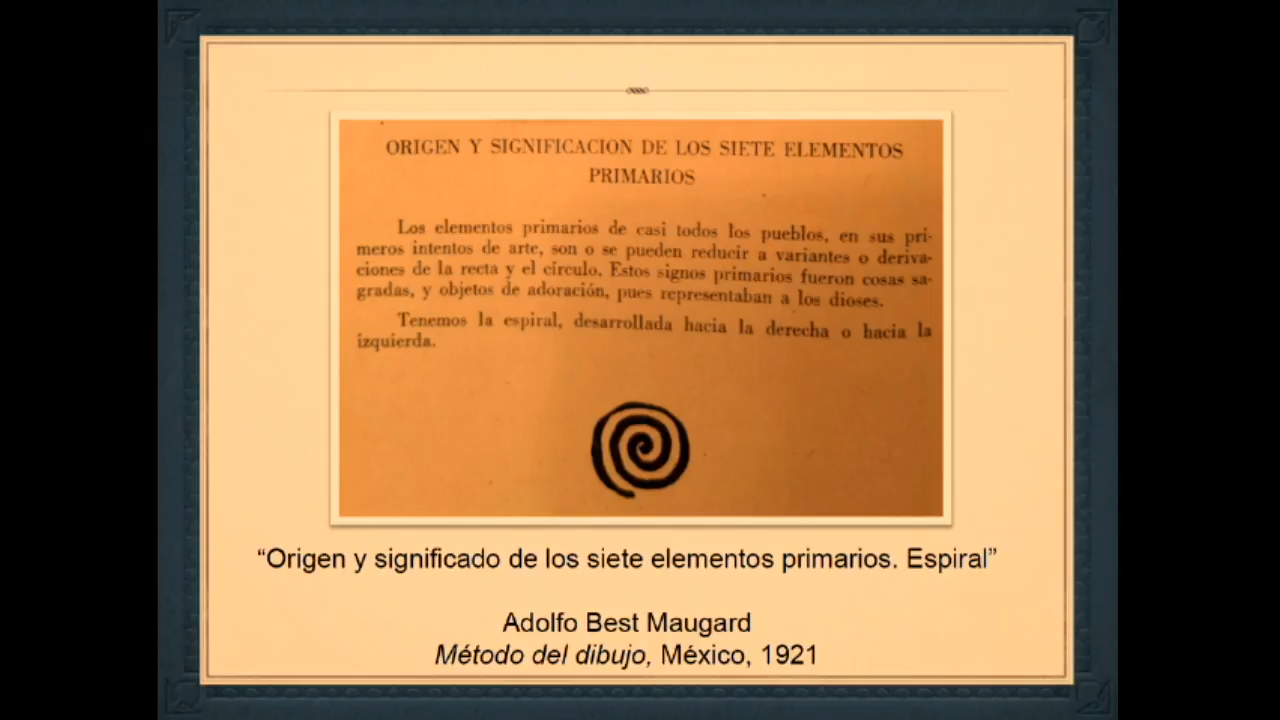 ORIGEN Y SIGNIFICACION DE LOS SIETE ELEMENTOS
PRIMARIOS
Los elementos primarios de casi todos los pueblos, en sus pri-
meros intentos de arte, son o se pueden reducir a variantes o deriva-
ciones de la recta y el círculo. Estos signos primarios fueron cosas sa-
gradas, y objetos de adoración, pues representaban a los dioses.
Tenemos la espiral, desarrollada hacia la derecha o hacia la
izquierda.
“Origen y significado de los siete elementos primarios. Espiral”
Adolfo Best Maugard
Método del dibujo, México, 1921